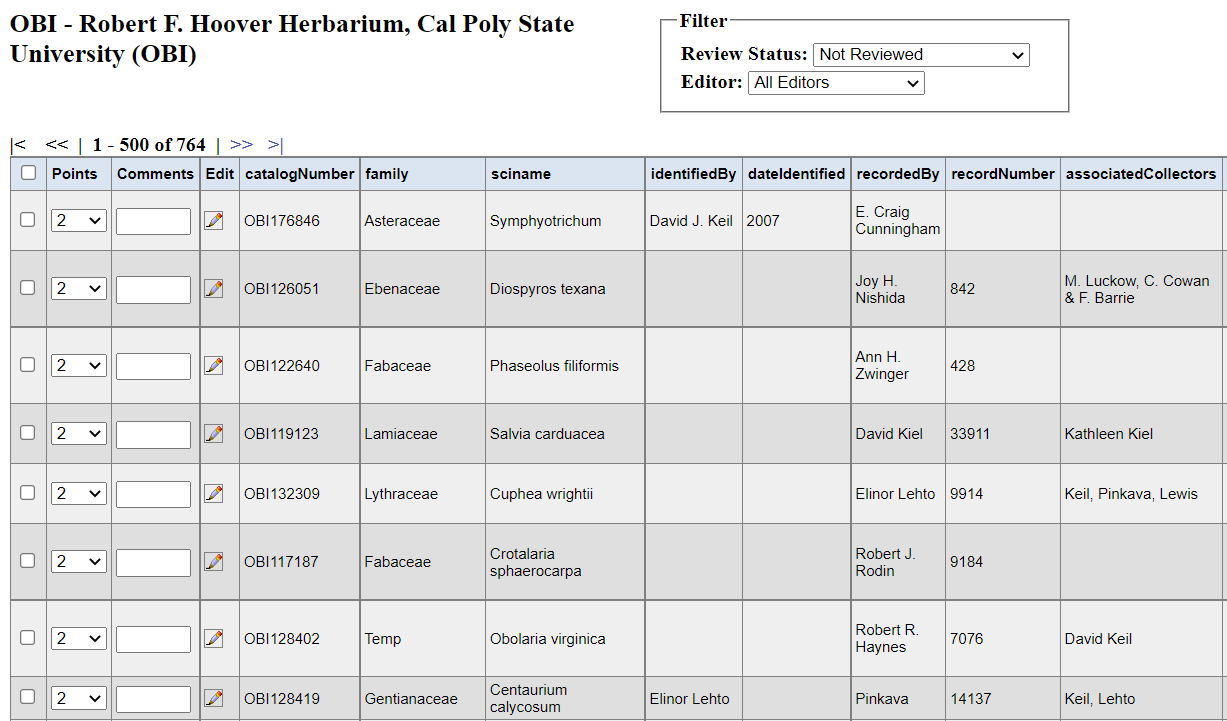 OBI - Robert F. Hoover Herbarium, Cal Poly State
University (OBI)
Filter
Review Status: Not Reviewed
Editor: All Editors
|< << | 1 - 500 of 764 | >> >|
Points Comments Edit catalogNumber family sciname identifiedBy dateIdentified recordedBy recordNumber associatedCollectors
2 OBI176846 Asteraceae Symphyotrichum David J. Keil 2007 E. Craig Cunningham
2 OBI126051 Ebenaceae Diospyros texana Joy H. Nishida 842 M. Luckow, C. Cowan & F. Barrie
2 OBI122640 Fabaceae Phaseolus filiformis Ann H. Zwinger 428
2 OBI119123 Lamiaceae Salvia carduacea David Kiel 33911 Kathleen Kiel
2 OBI132309 Lythraceae Cuphea wrightii Elinor Lehto 9914 Keil, Pinkava, Lewis
2 OBI117187 Fabaceae Crotalaria sphaerocarpa Robert J. Rodin 9184
2 OBI128402 Temp Obolaria virginica Robert R. Haynes 7076 David Keil
2 OBI128419 Gentianaceae Centaurium calycosum Elinor Lehto Pinkava 14137 Keil, Lehto